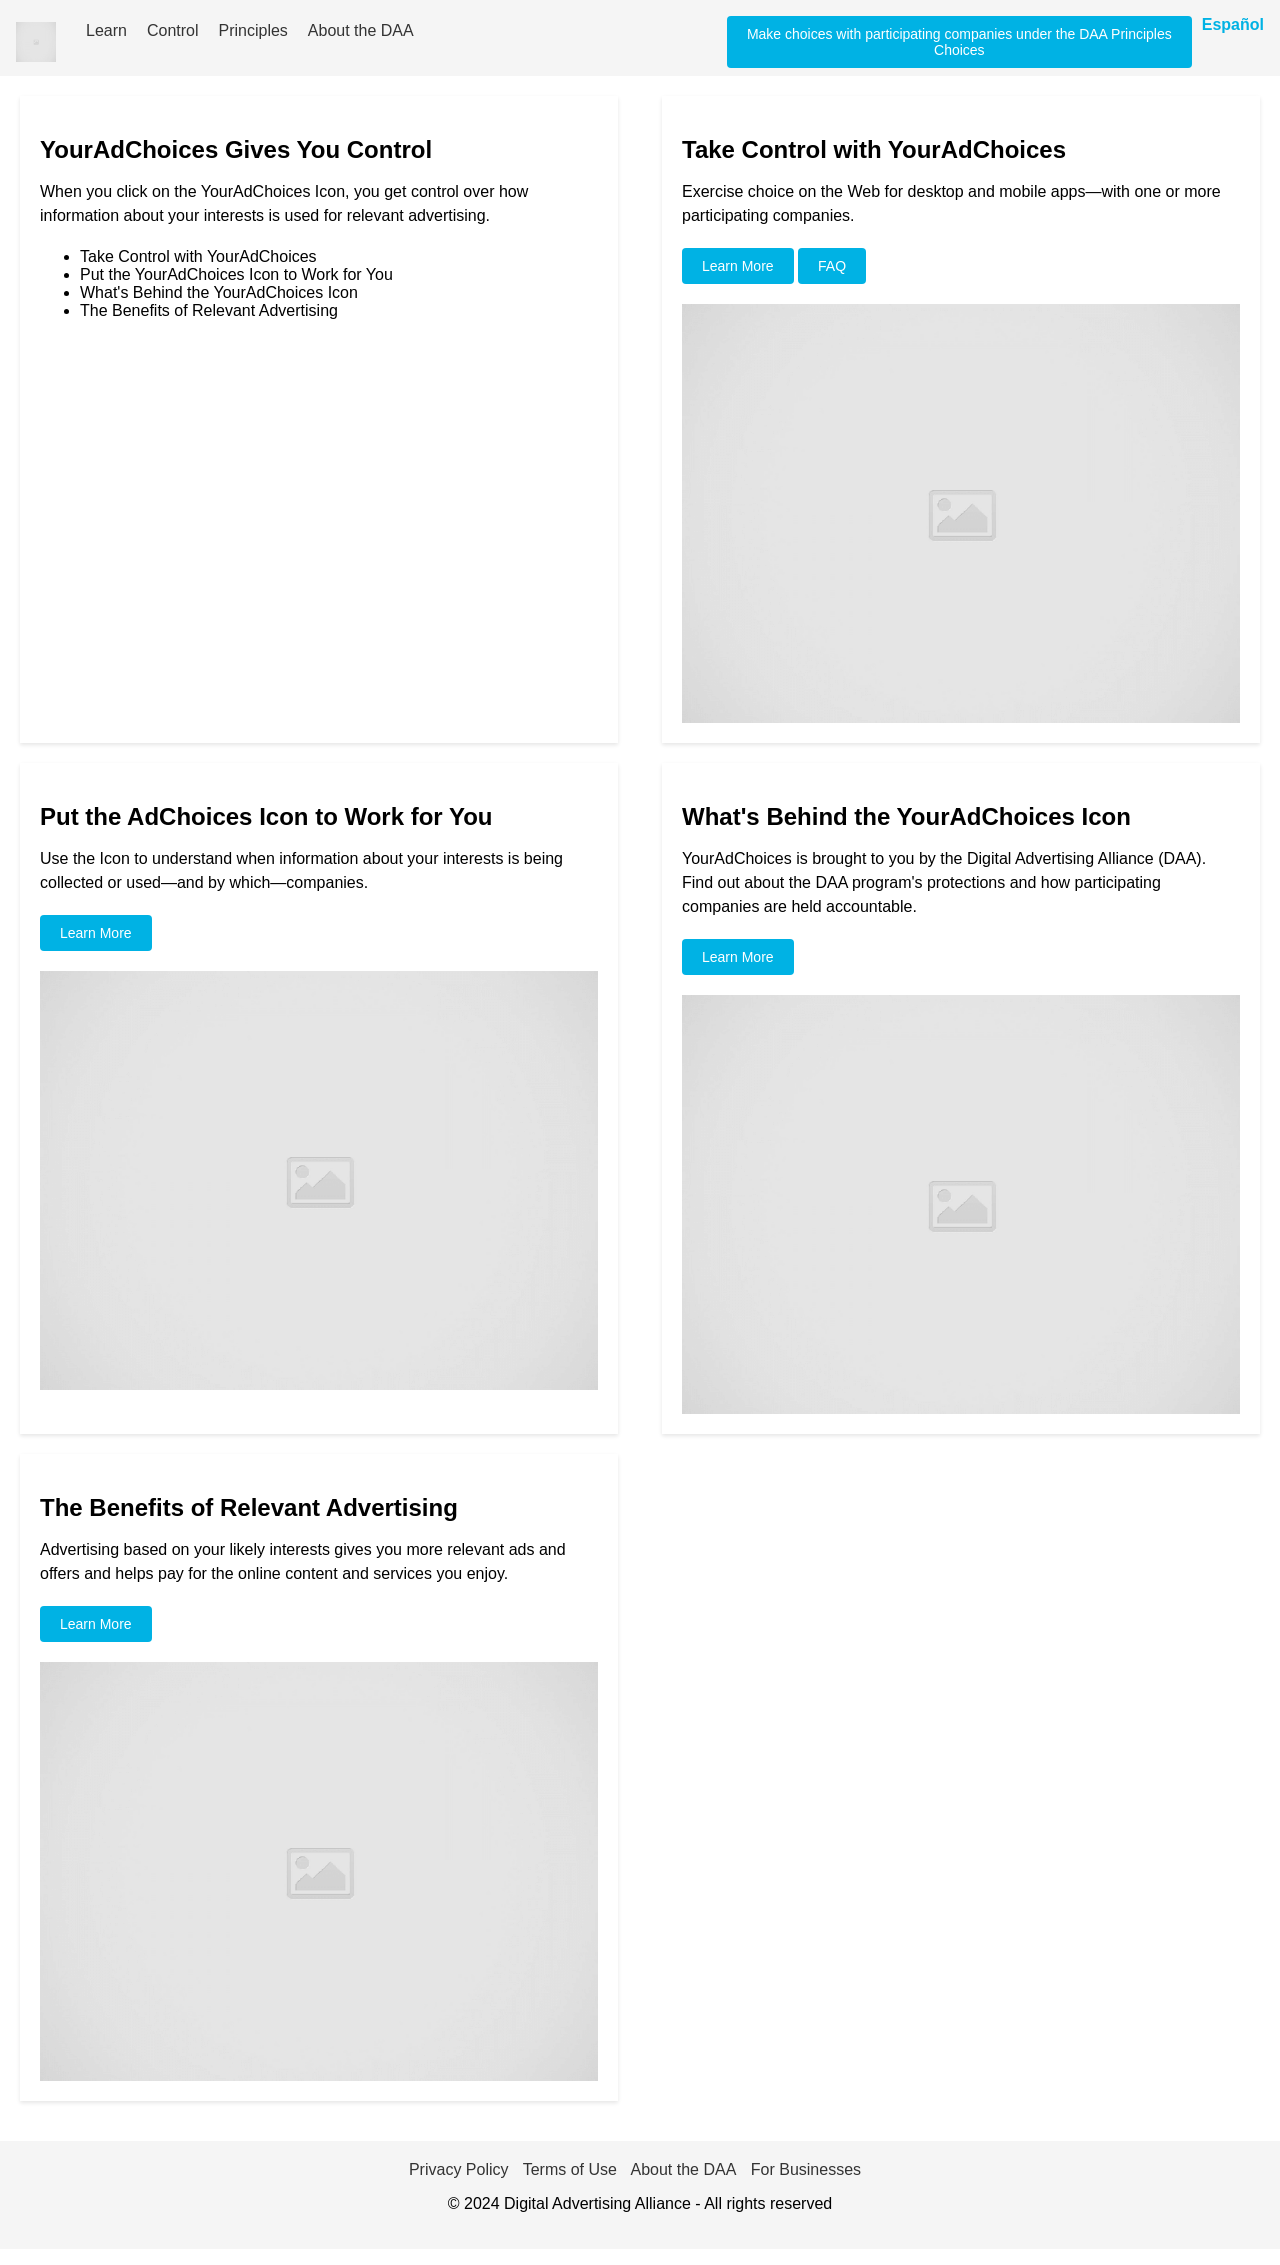 Learn Control Principles About the DAA
Make choices with participating companies under the DAA Principles
Choices
Español
YourAdChoices Gives You Control
When you click on the YourAdChoices Icon, you get control over how
information about your interests is used for relevant advertising.
Take Control with YourAdChoices
Put the YourAdChoices Icon to Work for You
What's Behind the YourAdChoices Icon
The Benefits of Relevant Advertising
Take Control with YourAdChoices
Exercise choice on the Web for desktop and mobile apps—with one or more
participating companies.
Learn More FAQ
Put the AdChoices Icon to Work for You
Use the Icon to understand when information about your interests is being
collected or used—and by which—companies.
Learn More
What's Behind the YourAdChoices Icon
YourAdChoices is brought to you by the Digital Advertising Alliance (DAA).
Find out about the DAA program's protections and how participating
companies are held accountable.
Learn More
The Benefits of Relevant Advertising
Advertising based on your likely interests gives you more relevant ads and
offers and helps pay for the online content and services you enjoy.
Learn More
Privacy Policy Terms of Use About the DAA For Businesses
© 2024 Digital Advertising Alliance - All rights reserved